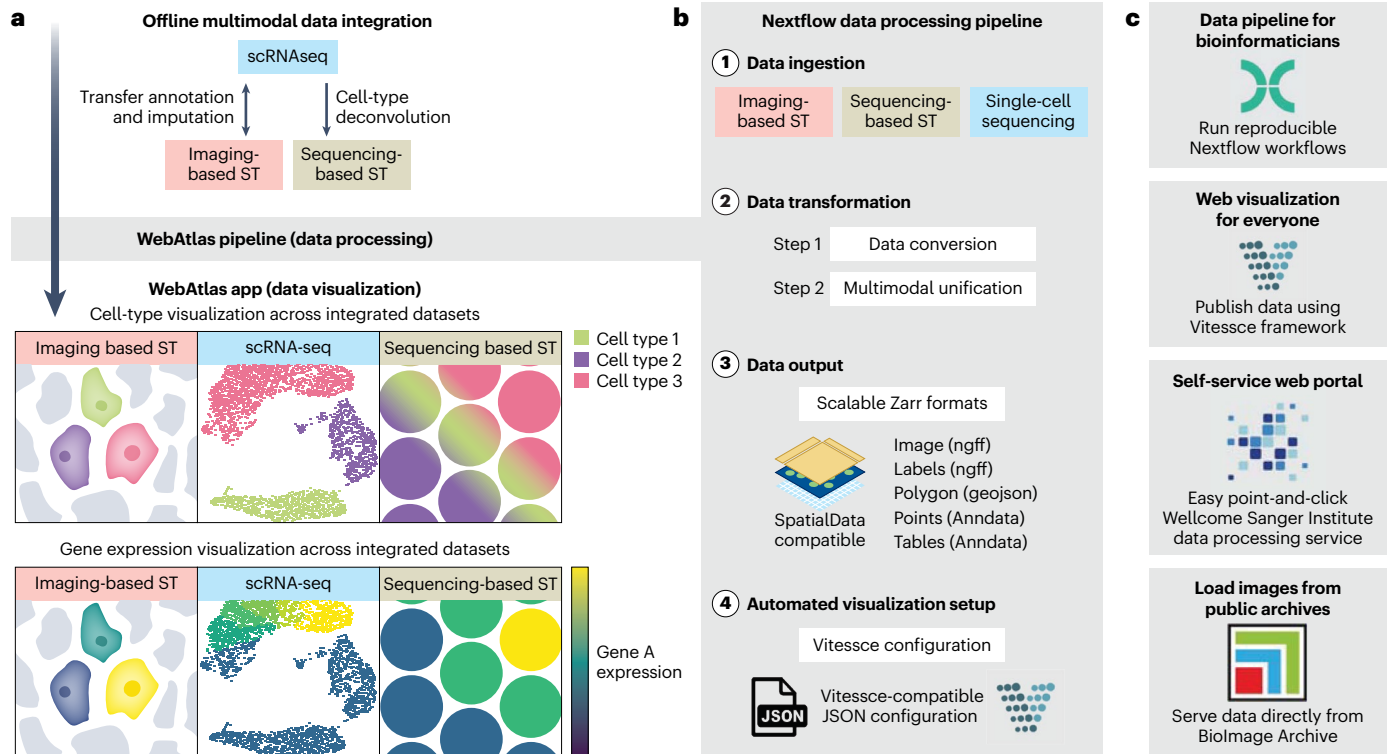 a
Offline multimodal data integration
scRNAseq
Transfer annotation
and imputation
Cell-type
deconvolution
Imaging-
based ST
Sequencing-
based ST
WebAtlas pipeline (data processing)
WebAtlas app (data visualization)
Cell-type visualization across integrated datasets
Imaging based ST
scRNA-seq
Sequencing based ST
Cell type 1
Cell type 2
Cell type 3
Gene expression visualization across integrated datasets
Imaging-based ST
scRNA-seq
Sequencing-based ST
Gene A
expression
b
Nextflow data processing pipeline
1 Data ingestion
Imaging-
based ST
Sequencing-
based ST
Single-cell
sequencing
2 Data transformation
Step 1 Data conversion
Step 2 Multimodal unification
3 Data output
Scalable Zarr formats
SpatialData
compatible
Image (ngff)
Labels (ngff)
Polygon (geojson)
Points (Anndata)
Tables (Anndata)
4 Automated visualization setup
Vitessce configuration
JSON
Vitessce-compatible
JSON configuration
c
Data pipeline for
bioinformaticians
Run reproducible
Nextflow workflows
Web visualization
for everyone
Publish data using
Vitessce framework
Self-service web portal
Easy point-and-click
Wellcome Sanger Institute
data processing service
Load images from
public archives
Serve data directly from
BioImage Archive